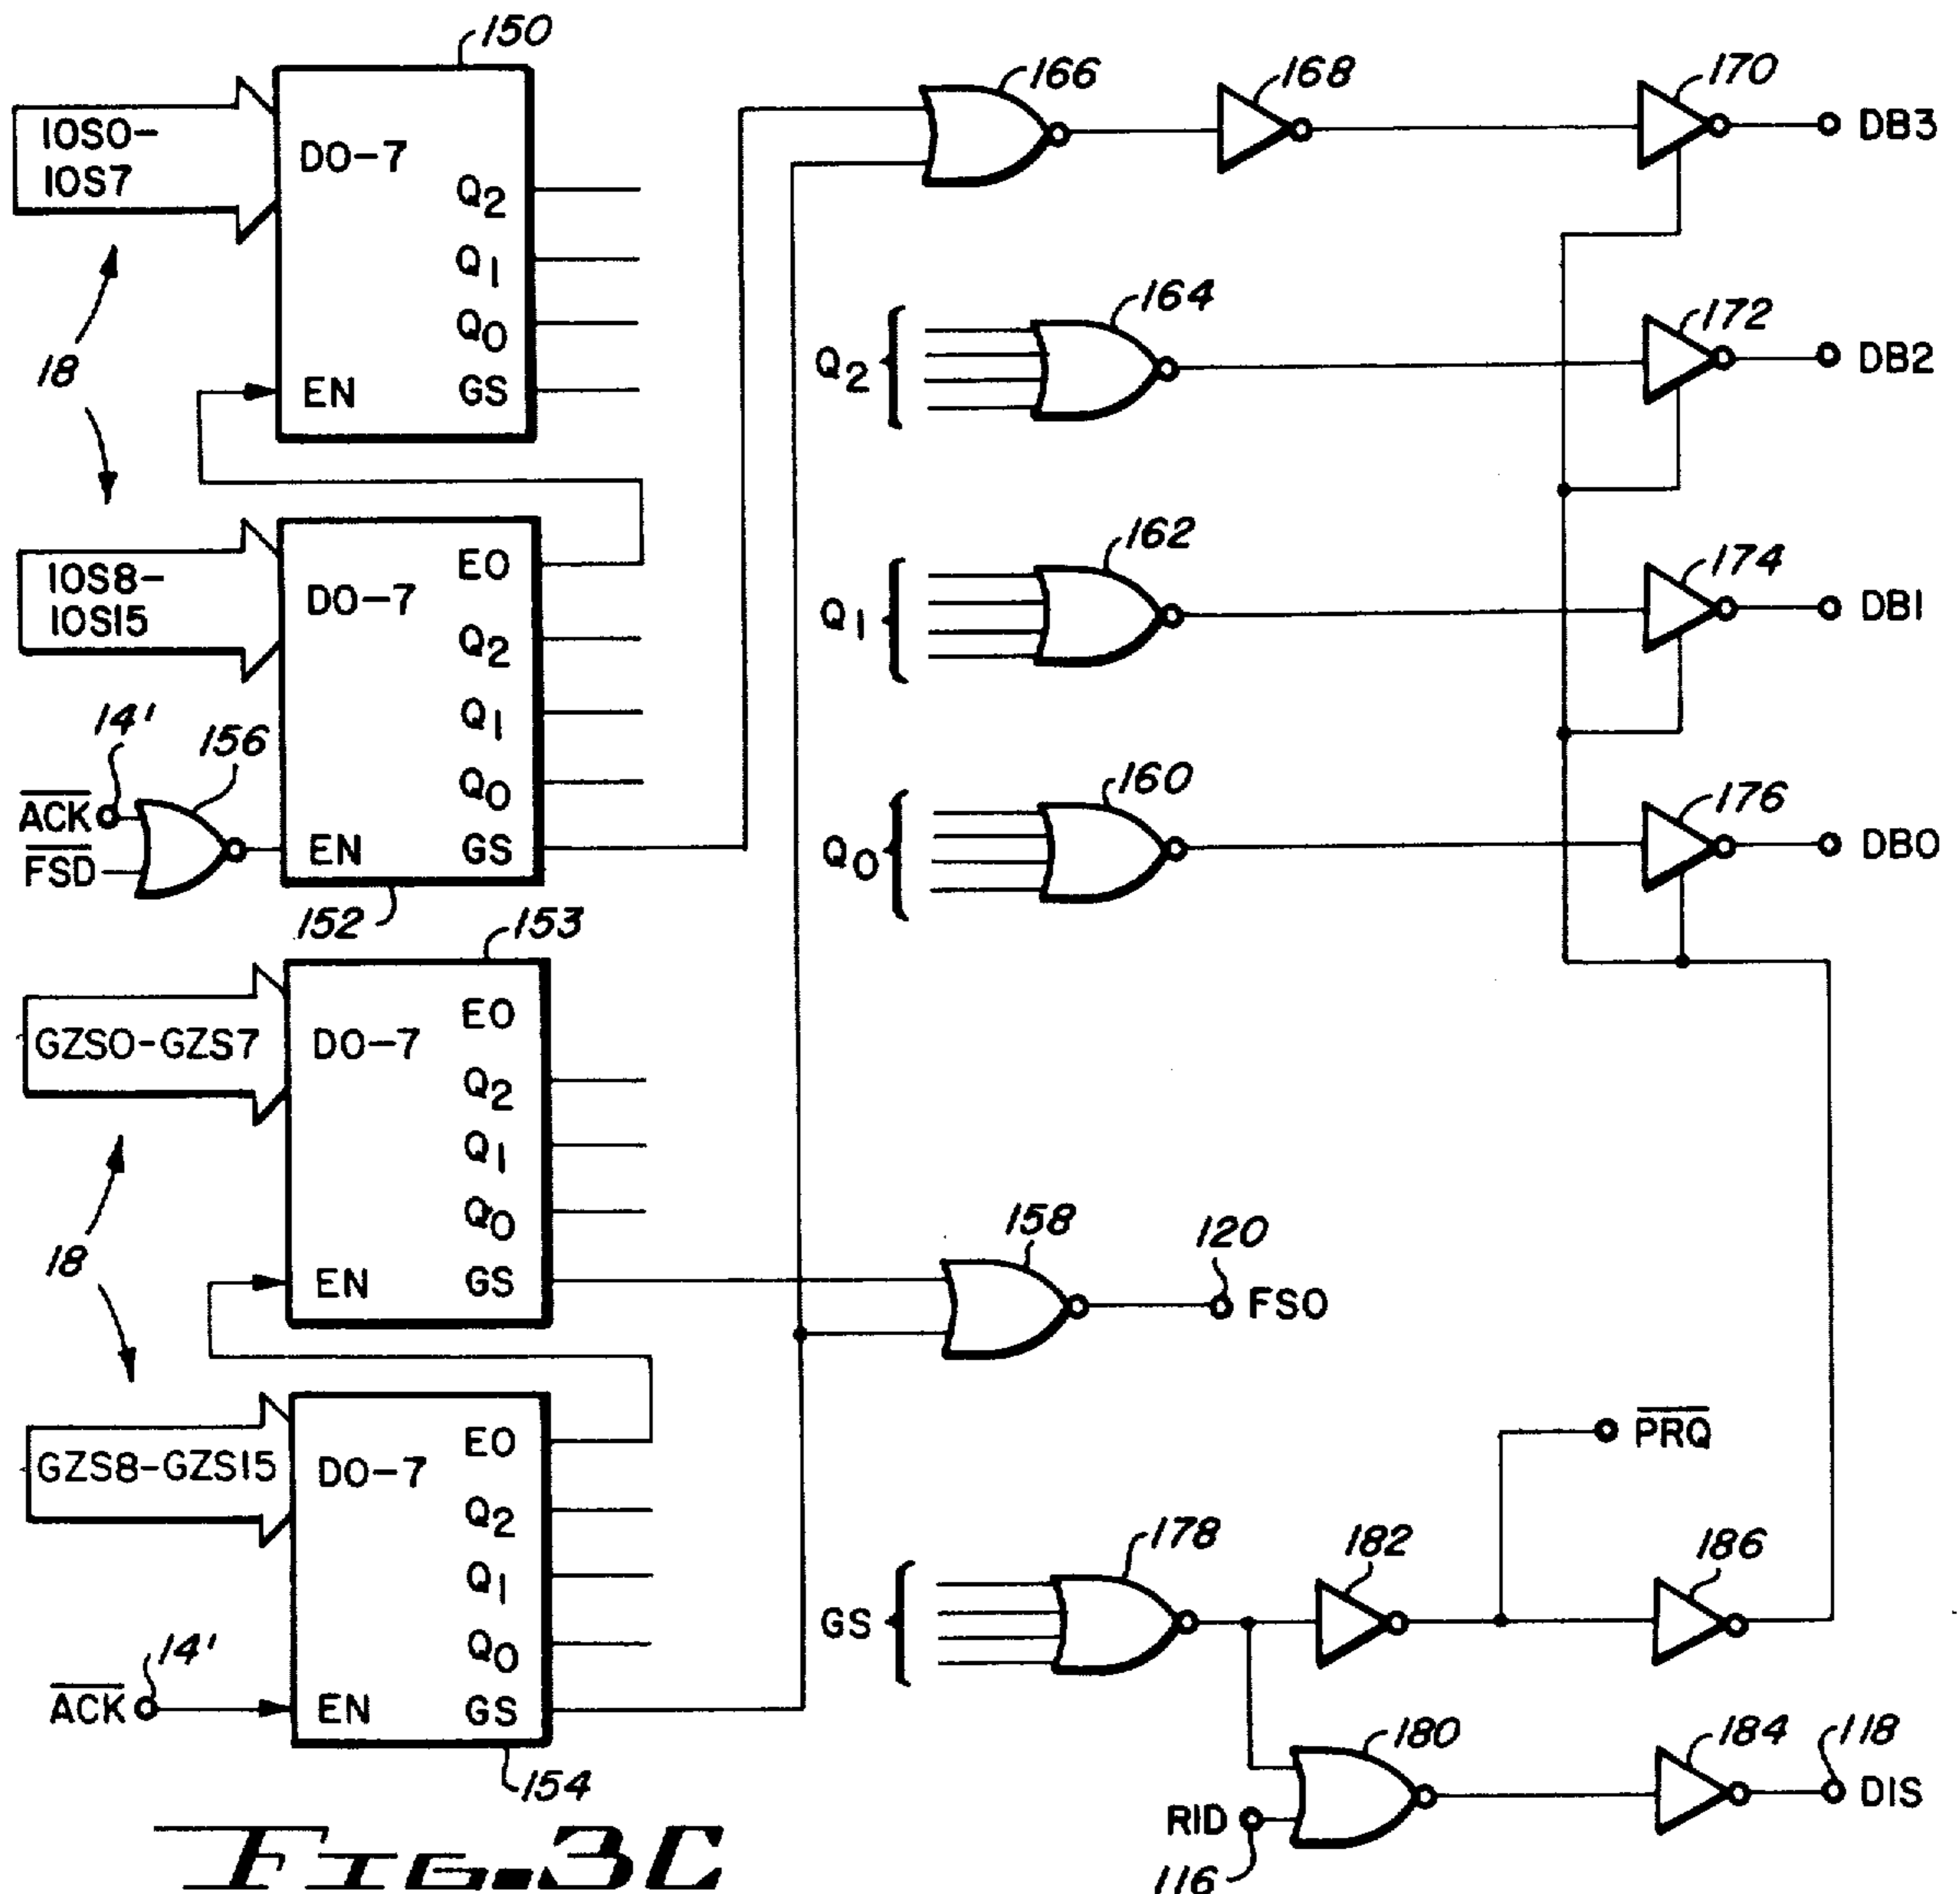 150
IOS0-
IOS7
D0-7
Q2
Q1
Q0
EN
GS
18
IOS8-
IOS15
D0-7
EO
Q2
Q1
Q0
EN
GS
14'
156
ACK
FSD
152
153
GZS0-GZS7
D0-7
EO
Q2
Q1
Q0
EN
GS
18
GZS8-GZS15
D0-7
EO
Q2
Q1
Q0
EN
GS
14'
ACK
154
166
168
170
DB3
Q2
164
172
DB2
Q1
162
174
DB1
Q0
160
176
DB0
158
120
FSO
PRQ
GS
178
182
186
180
184
118
DIS
RID
116
FIG. 3C